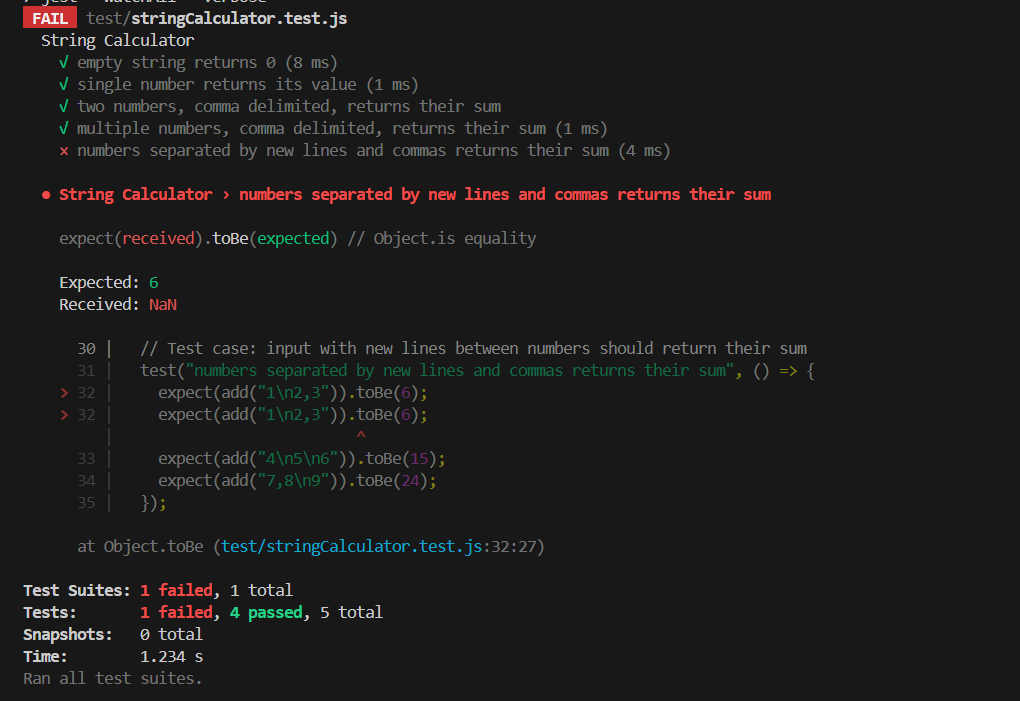 FAIL test/stringCalculator.test.js
String Calculator
√ empty string returns 0 (8 ms)
√ single number returns its value (1 ms)
√ two numbers, comma delimited, returns their sum
√ multiple numbers, comma delimited, returns their sum (1 ms)
× numbers separated by new lines and commas returns their sum (4 ms)
● String Calculator › numbers separated by new lines and commas returns their sum
expect(received).toBe(expected) // Object.is equality
Expected: 6
Received: NaN
30 | // Test case: input with new lines between numbers should return their sum
31 | test("numbers separated by new lines and commas returns their sum", () => {
> 32 | expect(add("1\n2,3")).toBe(6);
> 32 | expect(add("1\n2,3")).toBe(6);
| ^
33 | expect(add("4\n5\n6")).toBe(15);
34 | expect(add("7,8\n9")).toBe(24);
35 | });
at Object.toBe (test/stringCalculator.test.js:32:27)
Test Suites: 1 failed, 1 total
Tests: 1 failed, 4 passed, 5 total
Snapshots: 0 total
Time: 1.234 s
Ran all test suites.